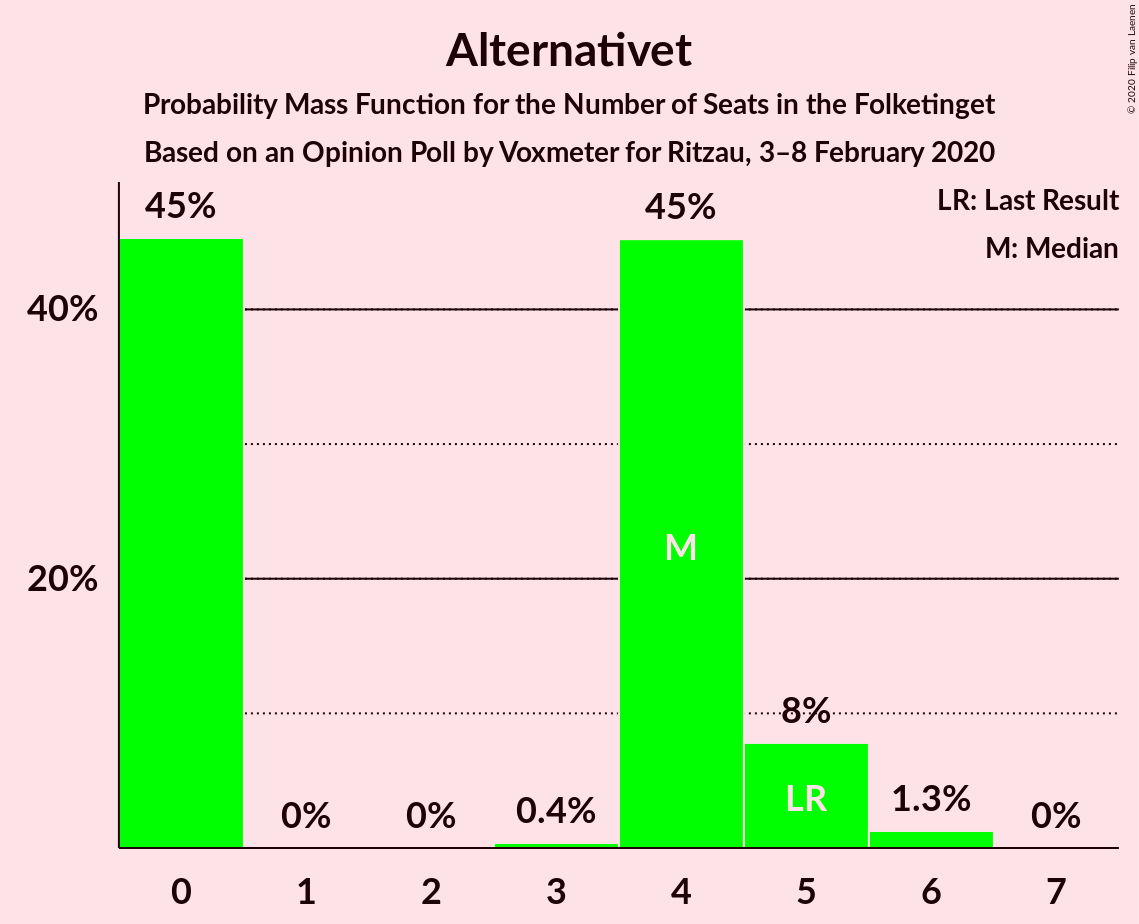 Alternativet
Probability Mass Function for the Number of Seats in the Folketinget
Based on an Opinion Poll by Voxmeter for Ritzau, 3–8 February 2020
© 2020 Filip van Laenen
LR: Last Result
M: Median
45%
45%
40%
M
20%
8%
LR
0%
0%
0.4%
1.3%
0%
0 1 2 3 4 5 6 7